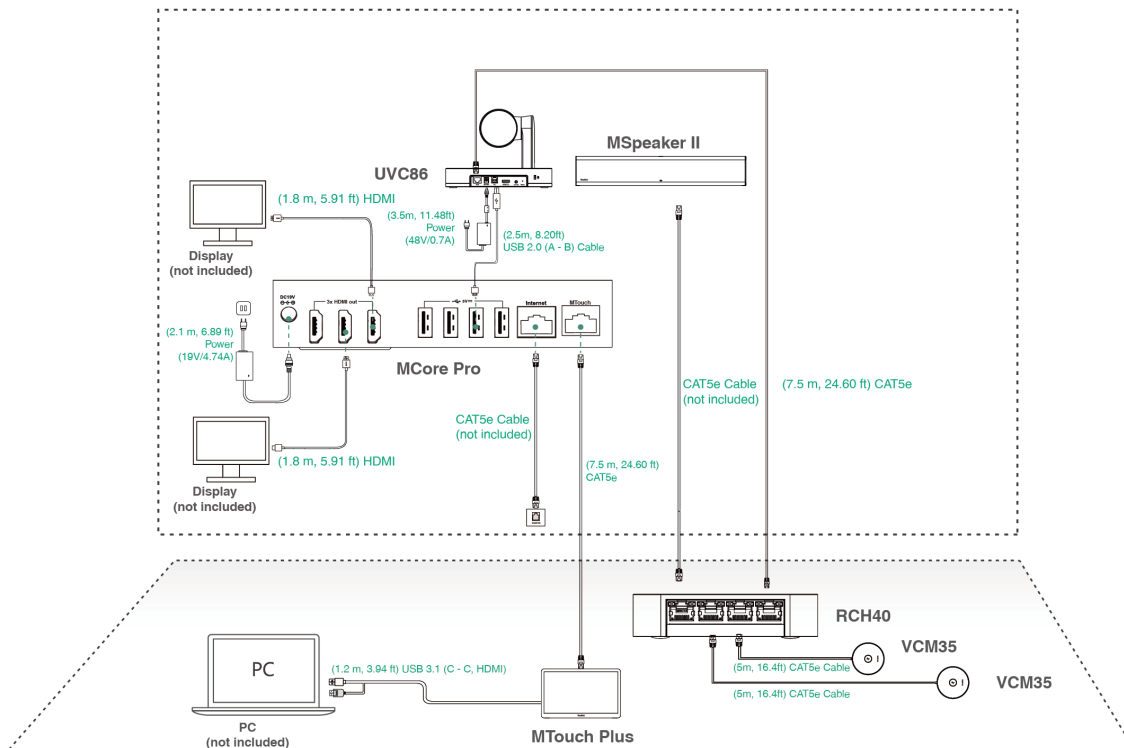 MSpeaker II
UVC86
(1.8 m, 5.91 ft) HDMI
(3.5m, 11.48ft)
Power
(48V/0.7A)
(2.5m, 8.20ft)
USB 2.0 (A - B) Cable
Display
(not included)
DC19V
3x HDMI out
5V
Internet
MTouch
(2.1 m, 6.89 ft)
Power
(19V/4.74A)
MCore Pro
CAT5e Cable
(not included)
(7.5 m, 24.60 ft) CAT5e
CAT5e Cable
(not included)
(1.8 m, 5.91 ft) HDMI
(7.5 m, 24.60 ft)
CAT5e
Display
(not included)
RCH40
VCM35
(5m, 16.4ft) CAT5e Cable
PC
(1.2 m, 3.94 ft) USB 3.1 (C - C, HDMI)
VCM35
(5m, 16.4ft) CAT5e Cable
PC
(not included)
MTouch Plus